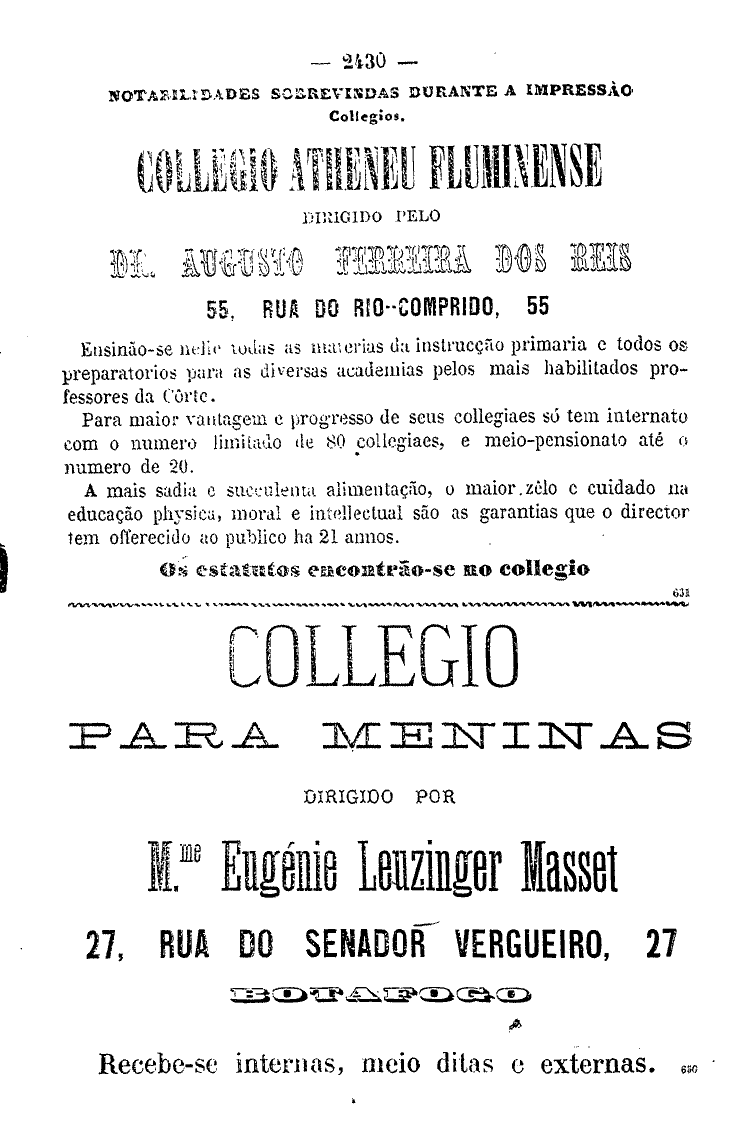 — 2430 —
NOTABILIDADES SOBREVINDAS DURANTE A IMPRESSÃO
Collegios.
COLLEGIO ATHENEU FLUMINENSE
DIRIGIDO PELO
DR. AUGUSTO FERREIRA DOS REIS
55, RUA DO RIO-COMPRIDO, 55
Ensinão-se nelle todas as materias da instrucção primaria e todos os
preparatorios para as diversas academias pelos mais habilitados pro-
fessores da Côrte.
Para maior vantagem e progresso de seus collegiaes só tem internato
com o numero limitado de 80 collegiaes, e meio-pensionato até o
numero de 20.
A mais sadia e succulenta alimentação, o maior zêlo e cuidado na
educação physica, moral e intellectual são as garantias que o director
tem offerecido ao publico ha 21 annos.
Os estatutos encontrão-se no collegio
631
COLLEGIO
PARA MENINAS
DIRIGIDO POR
M.me Eugénie Leuzinger Masset
27, RUA DO SENADOR VERGUEIRO, 27
BOTAFOGO
Recebe-se internas, meio ditas e externas.